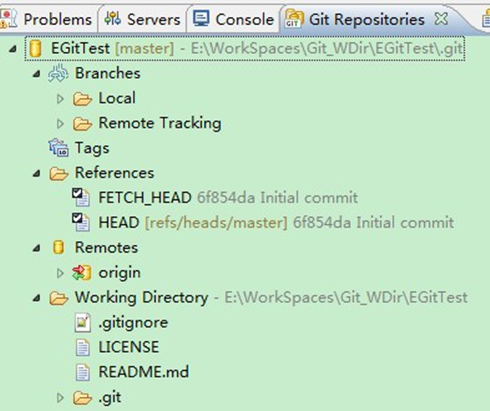 Problems Servers Console Git Repositories
EGitTest [master] - E:\WorkSpaces\Git_WDir\EGitTest\.git
Branches
Local
Remote Tracking
Tags
References
FETCH_HEAD 6f854da Initial commit
HEAD [refs/heads/master] 6f854da Initial commit
Remotes
origin
Working Directory - E:\WorkSpaces\Git_WDir\EGitTest
.gitignore
LICENSE
README.md
.git